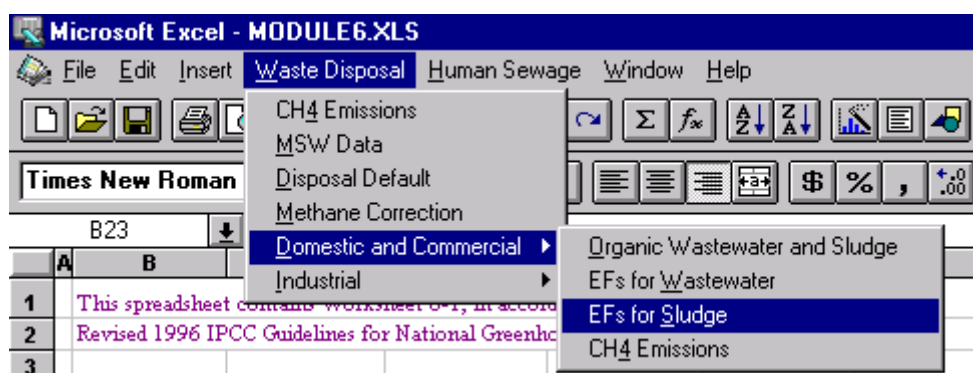 Microsoft Excel - MODULE6.XLS
File Edit Insert Waste Disposal Human Sewage Window Help
CH4 Emissions
MSW Data
Disposal Default
Methane Correction
Domestic and Commercial
Industrial
Organic Wastewater and Sludge
EFs for Wastewater
EFs for Sludge
CH4 Emissions
Σ fx A Z Z A
Times New Roman
$ % , .00
B23
A B
1 This spreadsheet contains Worksheet 6-1, in accord
2 Revised 1996 IPCC Guidelines for National Greenho
3